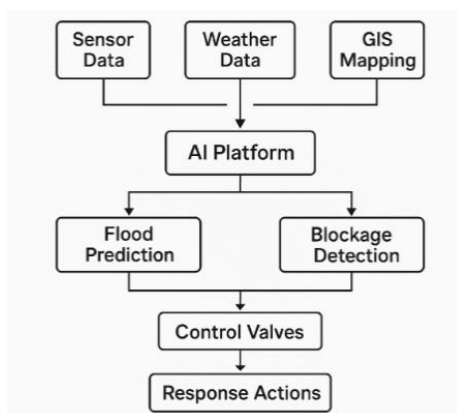 Sensor
Data
Weather
Data
GIS
Mapping
AI Platform
Flood
Prediction
Blockage
Detection
Control Valves
Response Actions